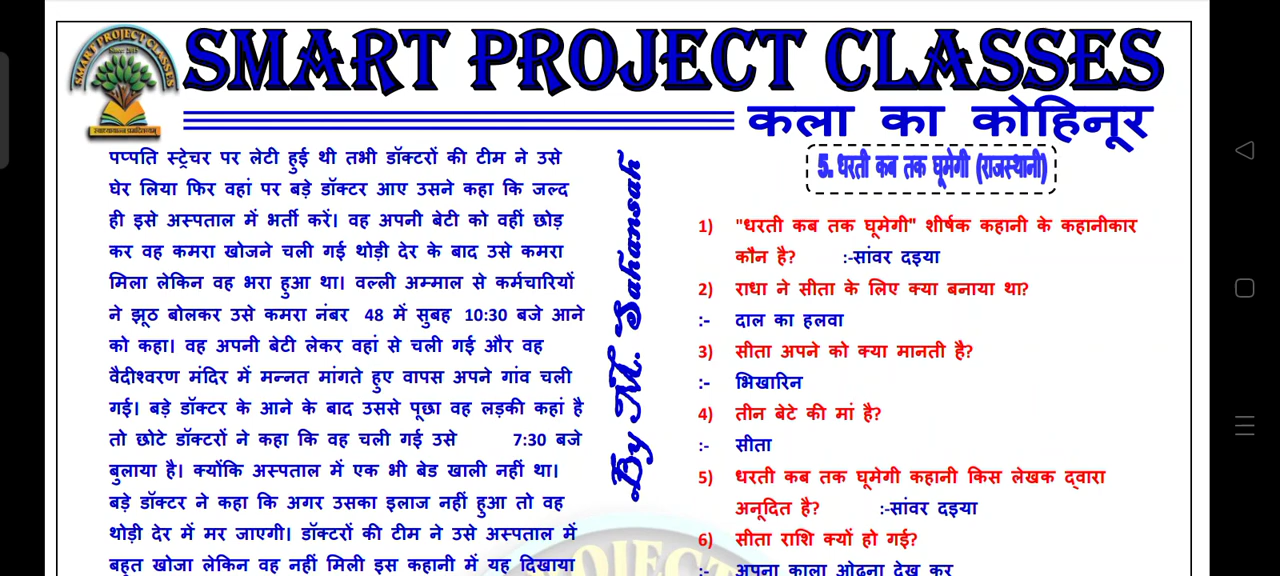 SMART PROJECT CLASSES
SMART PROJECT CLASSES
कला का कोहिनूर
पप्पति स्ट्रेचर पर लेटी हुई थी तभी डॉक्टरों की टीम ने उसे
घेर लिया फिर वहां पर बड़े डॉक्टर आए उसने कहा कि जल्द
ही इसे अस्पताल में भर्ती करें। वह अपनी बेटी को वहीं छोड़
कर वह कमरा खोजने चली गई थोड़ी देर के बाद उसे कमरा
मिला लेकिन वह भरा हुआ था। वल्ली अम्माल से कर्मचारियों
ने झूठ बोलकर उसे कमरा नंबर 48 में सुबह 10:30 बजे आने
को कहा। वह अपनी बेटी लेकर वहां से चली गई और वह
वैदीश्वरण मंदिर में मन्नत मांगते हुए वापस अपने गांव चली
गई। बड़े डॉक्टर के आने के बाद उससे पूछा वह लड़की कहां है
तो छोटे डॉक्टरों ने कहा कि वह चली गई उसे 7:30 बजे
बुलाया है। क्योंकि अस्पताल में एक भी बेड खाली नहीं था।
बड़े डॉक्टर ने कहा कि अगर उसका इलाज नहीं हुआ तो वह
थोड़ी देर में मर जाएगी। डॉक्टरों की टीम ने उसे अस्पताल में
बहुत खोजा लेकिन वह नहीं मिली इस कहानी में यह दिखाया
By M. Sahansah
5. धरती कब तक घूमेगी (राजस्थानी)
1) "धरती कब तक घूमेगी" शीर्षक कहानी के कहानीकार
कौन है? :-सांवर दइया
2) राधा ने सीता के लिए क्या बनाया था?
:- दाल का हलवा
3) सीता अपने को क्या मानती है?
:- भिखारिन
4) तीन बेटे की मां है?
:- सीता
5) धरती कब तक घूमेगी कहानी किस लेखक द्वारा
अनूदित है? :-सांवर दइया
6) सीता राशि क्यों हो गई?
:- अपना काला ओढ़ना देख कर
PROJECT